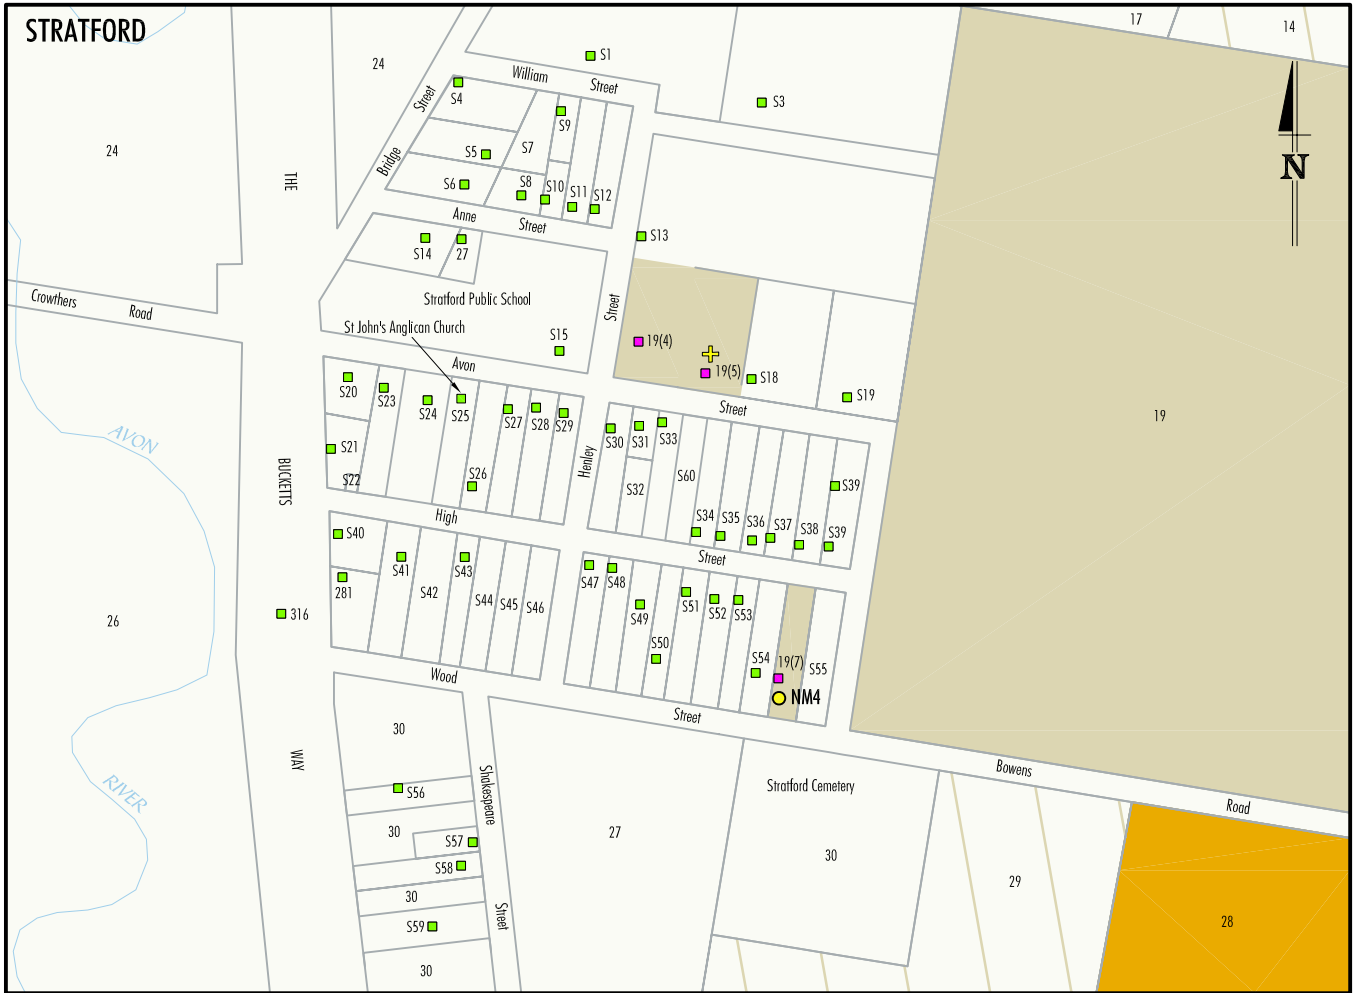 STRATFORD
17
14
24
S1
William
Street
S4
Street
S3
S9
24
S5
S7
Bridge
S6
S8
S10
S11
S12
THE
Anne
Street
S13
S14
27
Crowthers
Road
Stratford Public School
Street
St John's Anglican Church
S15
19(4)
19(5)
S18
S19
Avon
Street
S20
S23
S24
S25
S27
S28
S29
S30
S31
S33
19
AVON
S21
S22
S26
BUCKETTS
Henley
S32
S60
S39
High
S34
S35
S36
S37
S38
S39
Street
S40
S41
S43
281
S42
S44
S45
S46
S47
S48
S49
S51
S52
S53
316
26
S50
S54
19(7)
S55
Wood
Street
NM4
30
WAY
Bowens
Road
Shakespeare
Stratford Cemetery
RIVER
S56
30
S57
27
30
S58
29
30
S59
Street
28
30
N